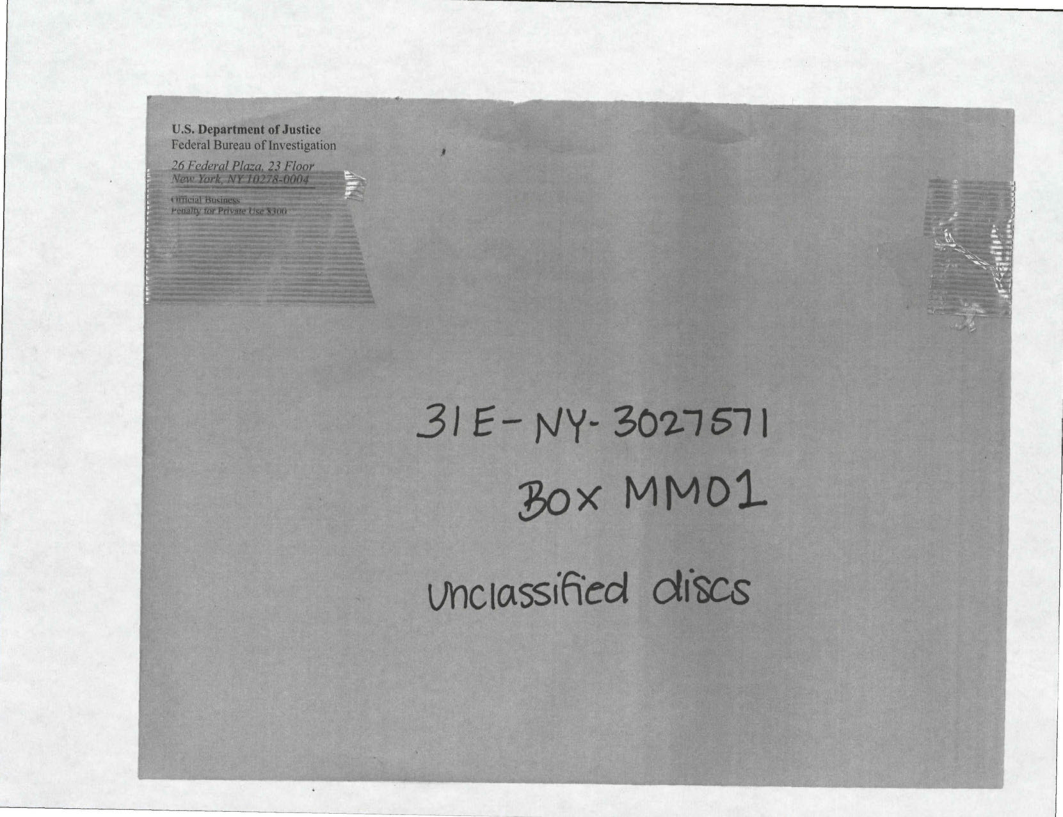 U.S. Department of Justice
Federal Bureau of Investigation
26 Federal Plaza, 23 Floor
New York, NY 10278-0004
Official Business
Penalty for Private Use $300
31E-NY-3027571
Box MM01
unclassified discs